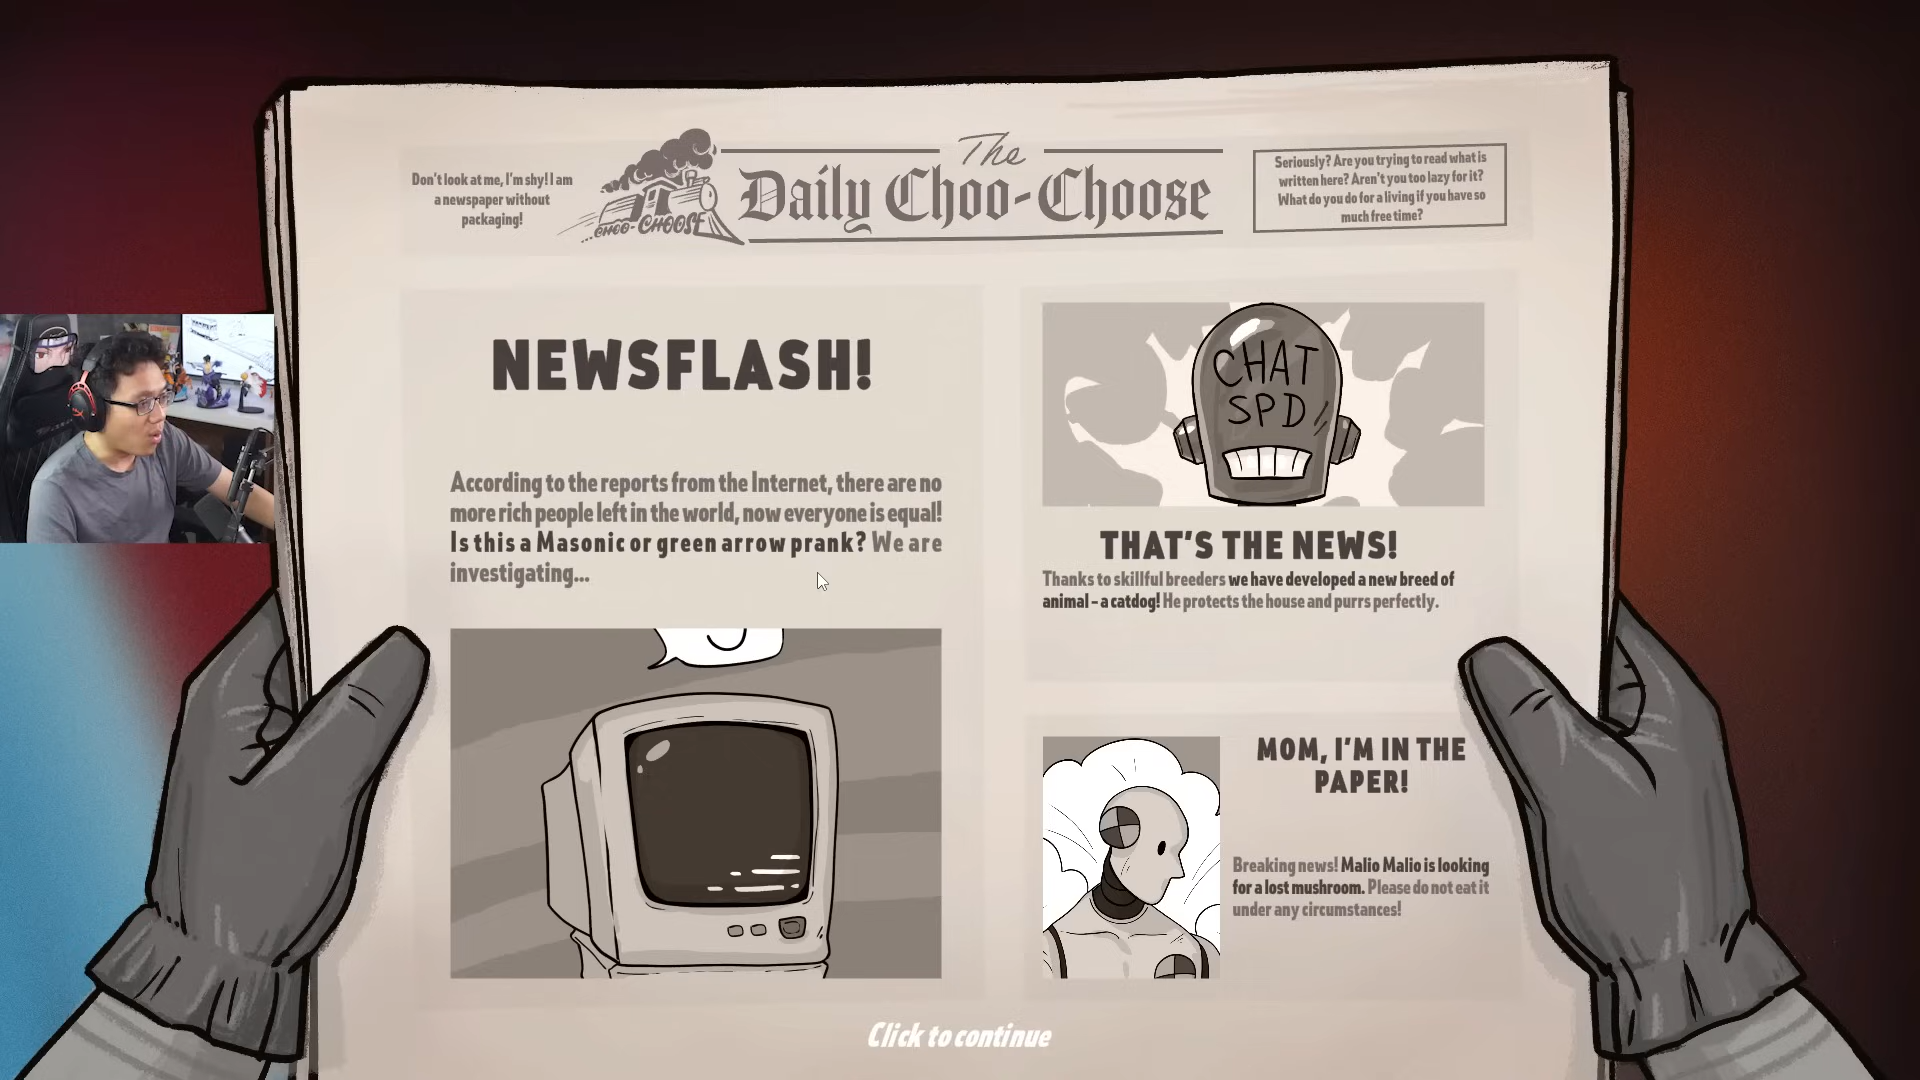 Don't look at me, I'm shy! I am
a newspaper without
packaging!
...CHOO-CHOOSE
The
Daily Choo-Choose
Seriously? Are you trying to read what is
written here? Aren't you too lazy for it?
What do you do for a living if you have so
much free time?
NEWSFLASH!
According to the reports from the Internet, there are no
more rich people left in the world, now everyone is equal!
Is this a Masonic or green arrow prank? We are
investigating...
CHAT
SPD
THAT'S THE NEWS!
Thanks to skillful breeders we have developed a new breed of
animal - a catdog! He protects the house and purrs perfectly.
MOM, I'M IN THE
PAPER!
Breaking news! Malio Malio is looking
for a lost mushroom. Please do not eat it
under any circumstances!
Click to continue